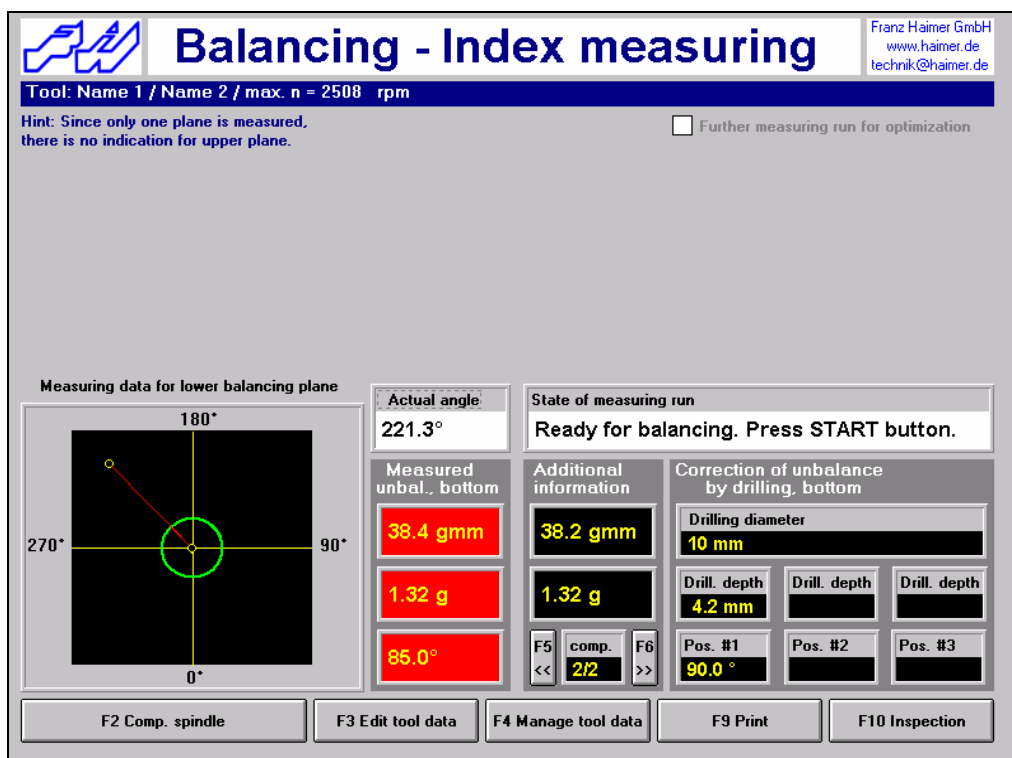 Balancing - Index measuring
Franz Haimer GmbH
www.haimer.de
technik@haimer.de
Tool: Name 1 / Name 2 / max. n = 2508 rpm
Hint: Since only one plane is measured,
there is no indication for upper plane.
Further measuring run for optimization
Measuring data for lower balancing plane
180°
270°
90°
0°
Actual angle
221.3°
State of measuring run
Ready for balancing. Press START button.
Measured
unbal., bottom
38.4 gmm
1.32 g
85.0°
Additional
information
38.2 gmm
1.32 g
F5
<<
comp.
2/2
F6
>>
Correction of unbalance
by drilling, bottom
Drilling diameter
10 mm
Drill. depth
4.2 mm
Drill. depth
Drill. depth
Pos. #1
90.0 °
Pos. #2
Pos. #3
F2 Comp. spindle
F3 Edit tool data
F4 Manage tool data
F9 Print
F10 Inspection